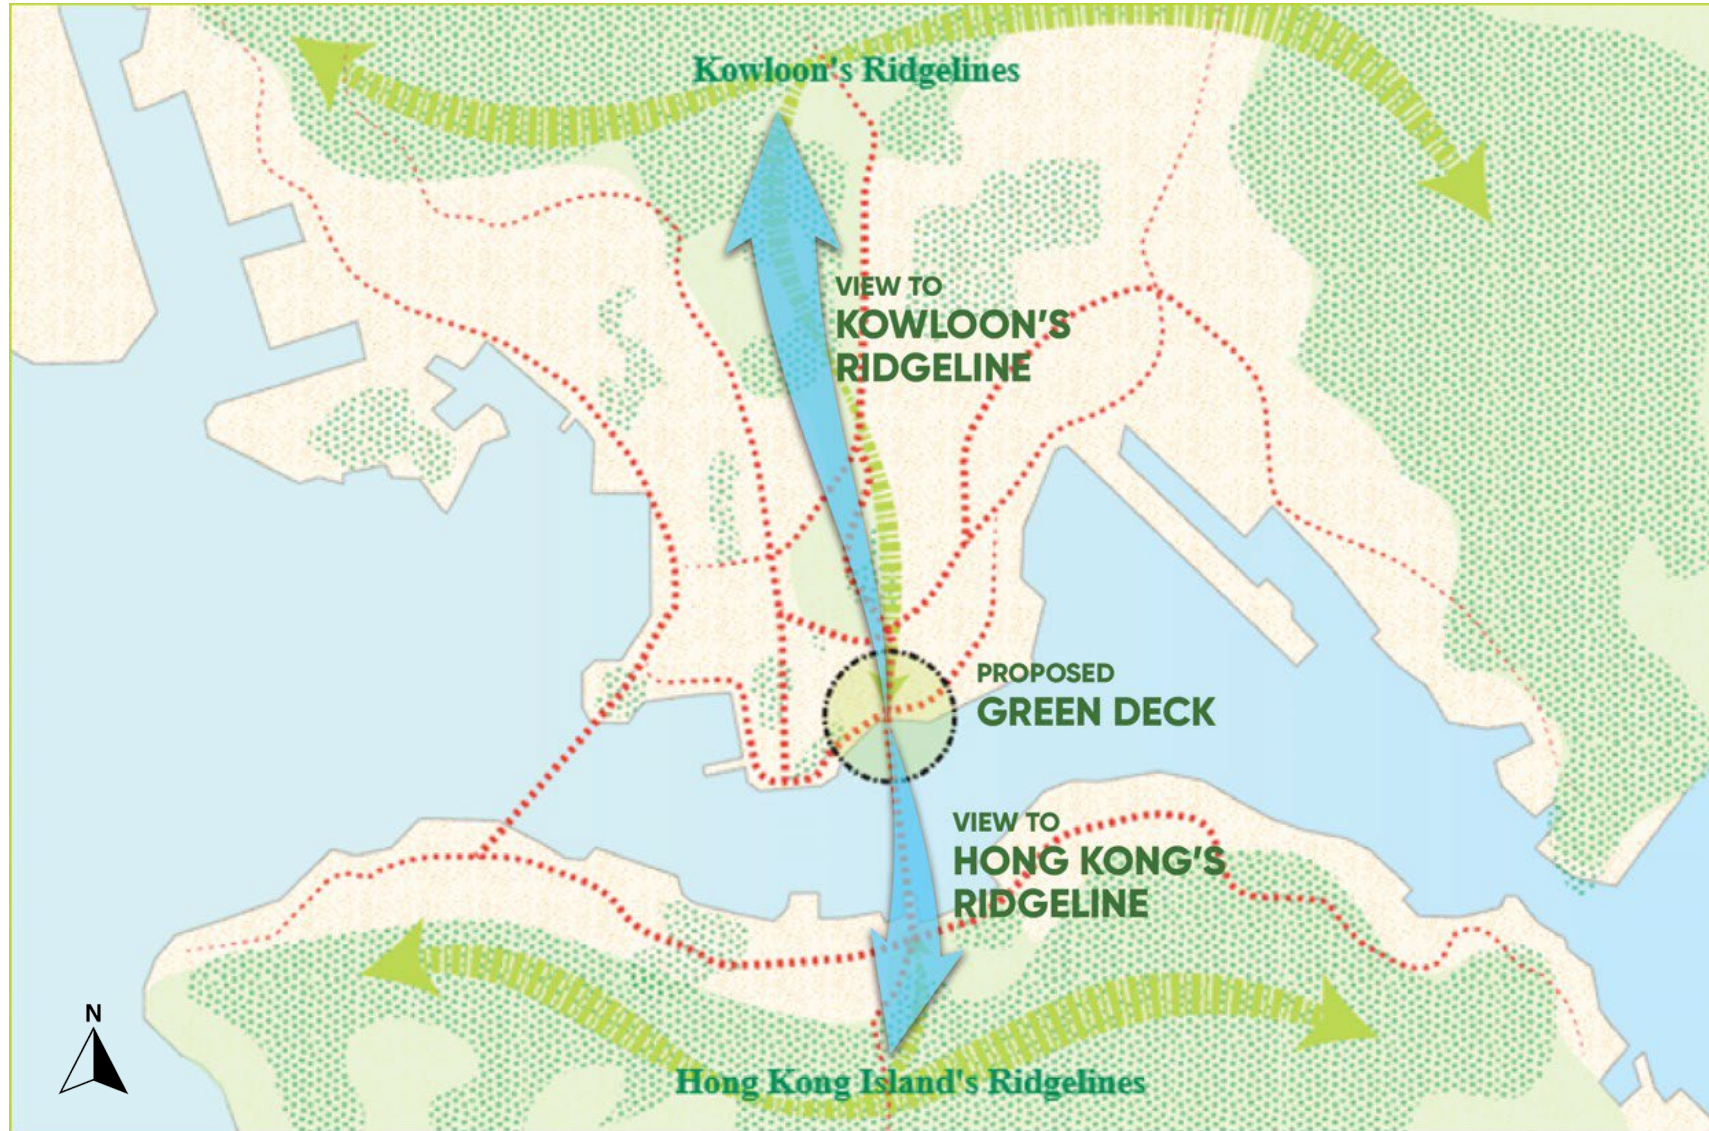 Kowloon's Ridgelines
VIEW TO
KOWLOON'S
RIDGELINE
PROPOSED
GREEN DECK
VIEW TO
HONG KONG'S
RIDGELINE
N
Hong Kong Island's Ridgelines